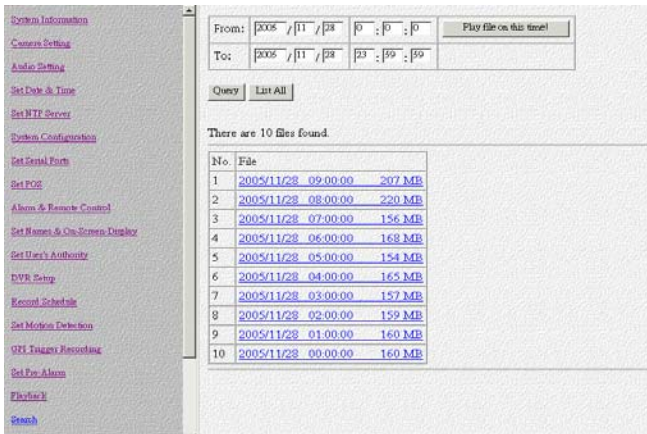 System Information
Camera Setting
Audio Setting
Set Date & Time
Set NTP Server
System Configuration
Set Serial Ports
Set POS
Alarm & Remote Control
Set Names & On-Screen-Display
Set User's Authority
DVR Setup
Record Schedule
Set Motion Detection
GPI Trigger Recording
Set Pre-Alarm
Playback
Search
From: 2005 / 11 / 28 0 : 0 : 0 Play file on this time!
To: 2005 / 11 / 28 23 : 59 : 59
Query List All
There are 10 files found.
No. File
1 2005/11/28 09:00:00 207 MB
2 2005/11/28 08:00:00 220 MB
3 2005/11/28 07:00:00 156 MB
4 2005/11/28 06:00:00 168 MB
5 2005/11/28 05:00:00 154 MB
6 2005/11/28 04:00:00 165 MB
7 2005/11/28 03:00:00 157 MB
8 2005/11/28 02:00:00 159 MB
9 2005/11/28 01:00:00 160 MB
10 2005/11/28 00:00:00 160 MB